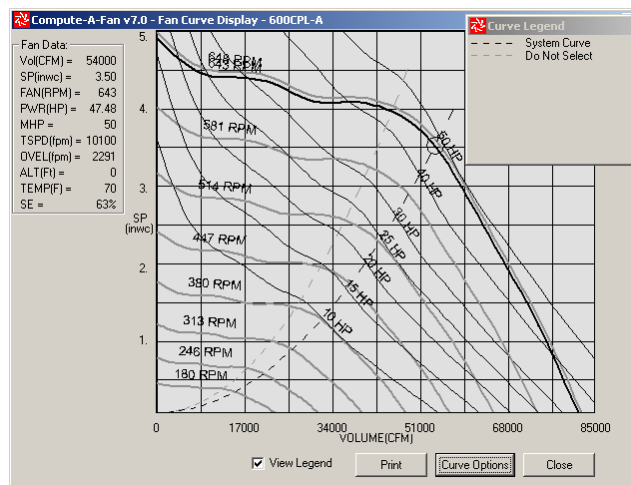 Compute-A-Fan v7.0 - Fan Curve Display - 600CPL-A
Curve Legend
System Curve
Do Not Select
Fan Data:
Vol(CFM) = 54000
SP(inwc) = 3.50
FAN(RPM) = 643
PWR(HP) = 47.48
MHP = 50
TSPD(fpm) = 10100
OVEL(fpm) = 2291
ALT(Ft) = 0
TEMP(F) = 70
SE = 63%
5.
4.
3.
SP
(inwc)
2.
1.
648 RPM
643 RPM
581 RPM
514 RPM
447 RPM
380 RPM
313 RPM
246 RPM
180 RPM
50 HP
40 HP
30 HP
25 HP
20 HP
15 HP
10 HP
0 17000 34000 51000 68000 85000
VOLUME(CFM)
View Legend
Print
Curve Options
Close